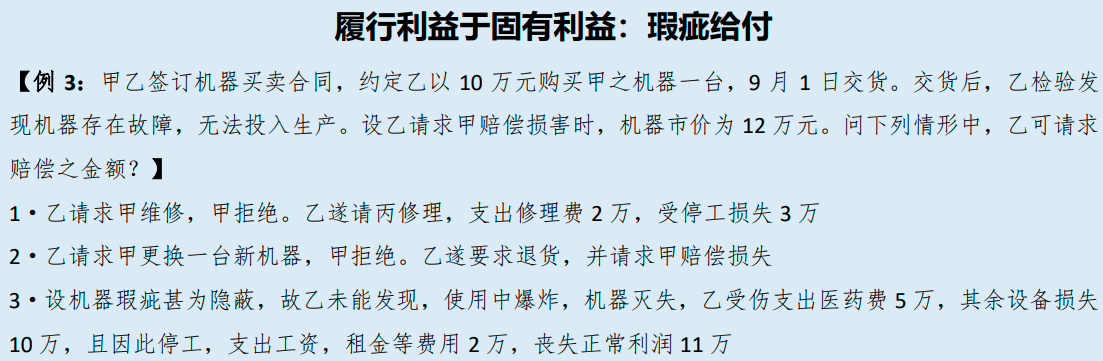 履行利益于固有利益：瑕疵给付
【例 3：甲乙签订机器买卖合同，约定乙以 10 万元购买甲之机器一台，9 月 1 日交货。交货后，乙检验发
现机器存在故障，无法投入生产。设乙请求甲赔偿损害时，机器市价为 12 万元。问下列情形中，乙可请求
赔偿之金额？】
1·乙请求甲维修，甲拒绝。乙遂请丙修理，支出修理费 2 万，受停工损失 3 万
2·乙请求甲更换一台新机器，甲拒绝。乙遂要求退货，并请求甲赔偿损失
3·设机器瑕疵甚为隐蔽，故乙未能发现，使用中爆炸，机器灭失，乙受伤支出医药费 5 万，其余设备损失
10 万，且因此停工，支出工资，租金等费用 2 万，丧失正常利润 11 万